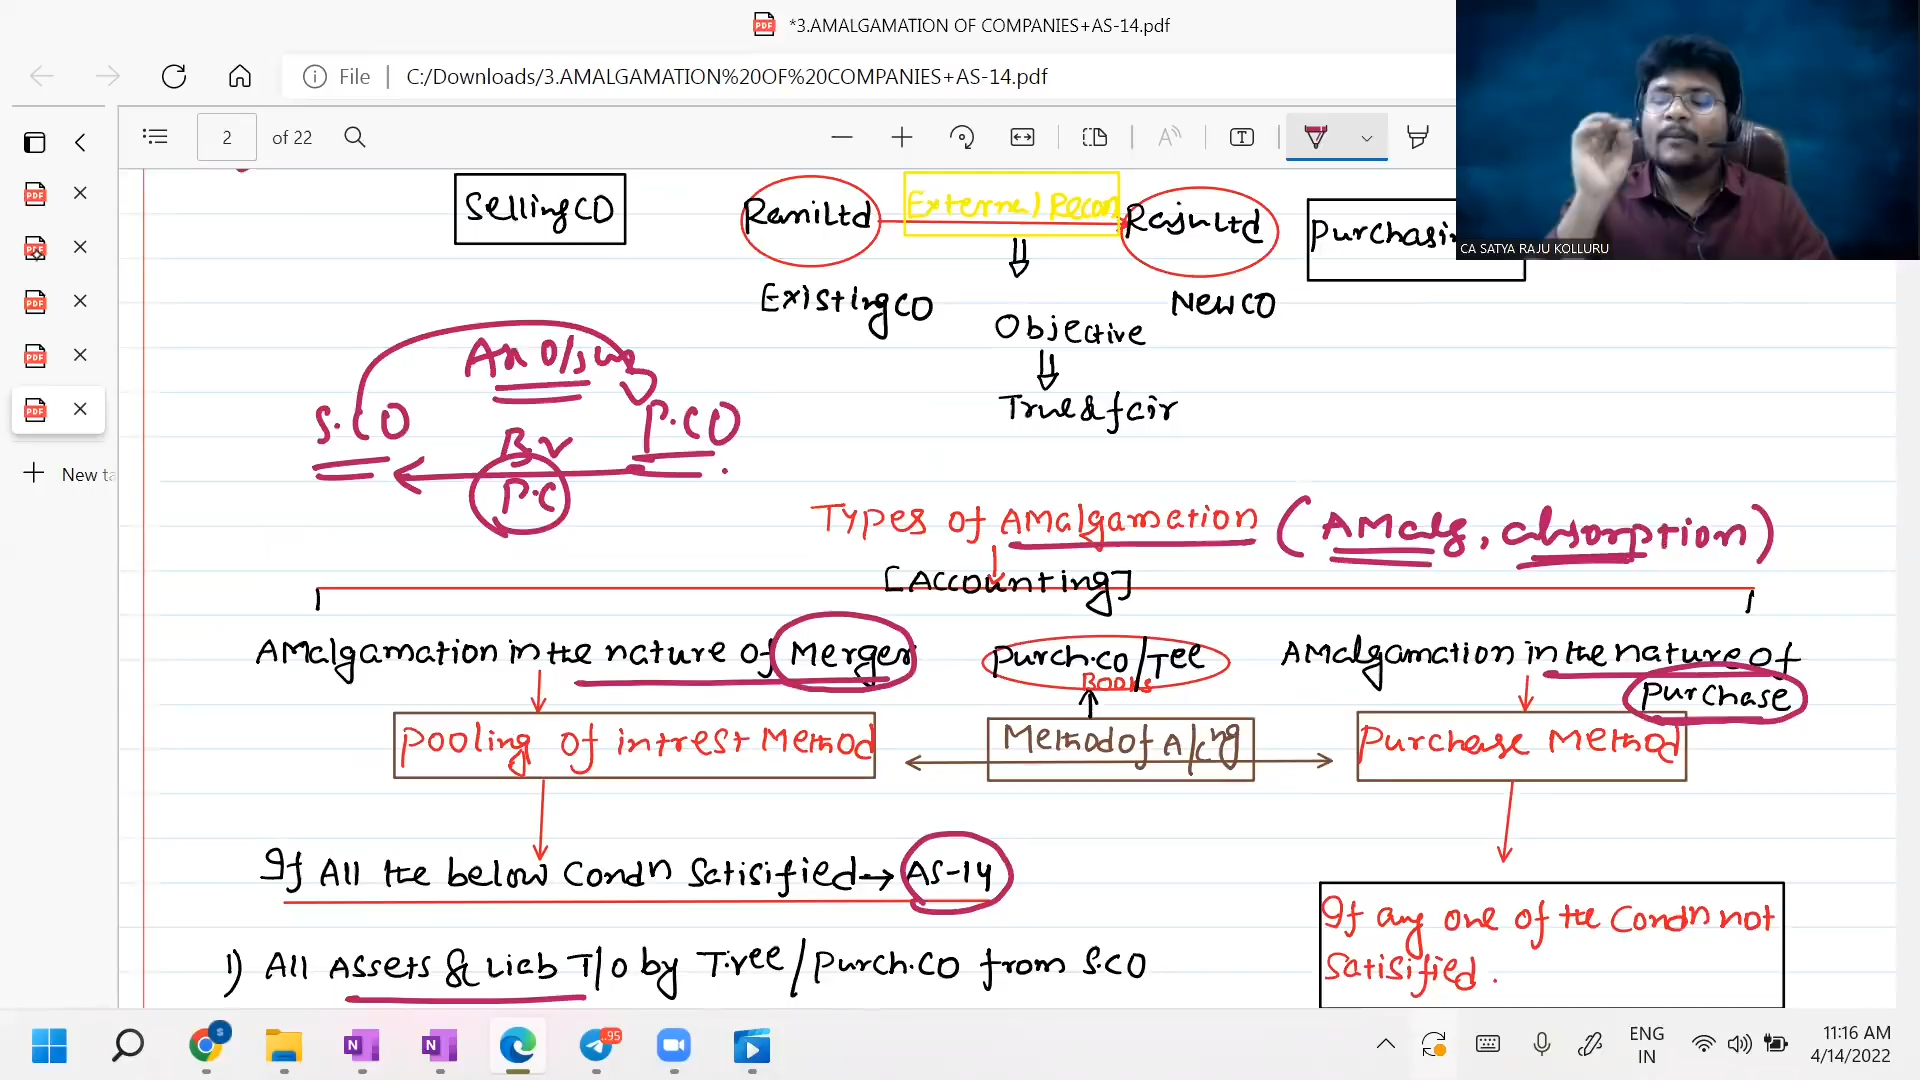 *3.AMALGAMATION OF COMPANIES+AS-14.pdf
File | C:/Downloads/3.AMALGAMATION%20OF%20COMPANIES+AS-14.pdf
2 of 22
CA SATYA RAJU KOLLURU
Selling CO
Rami Ltd
External Recon
Raju Ltd
Existing CO
New CO
Objective
True & fair
S.CO
P.CO
B.V
P.C
Types of AMalgamation (AMalg, absorption)
[Accounting]
AMalgamation in the nature of Merger
Purch.co/Tee
Books
AMalgamation in the nature of
Purchase
Pooling of intrest Method
Method of A/cing
Purchase Method
If All the below Condn Satisified → AS-14
If any one of the Condn not
Satisified.
1) All Assets & Liab T/o by T.ree/Purch.CO from S.CO
New ta
95
ENG
IN
11:16 AM
4/14/2022